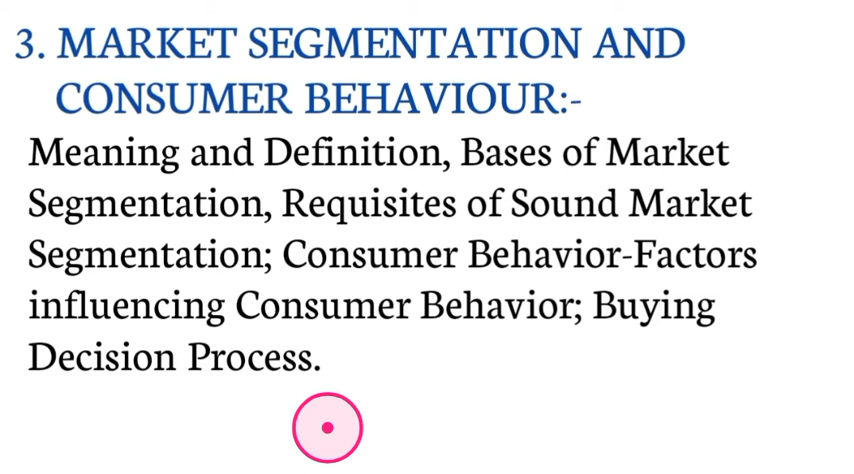 3. MARKET SEGMENTATION AND
CONSUMER BEHAVIOUR:-
Meaning and Definition, Bases of Market
Segmentation, Requisites of Sound Market
Segmentation; Consumer Behavior-Factors
influencing Consumer Behavior; Buying
Decision Process.